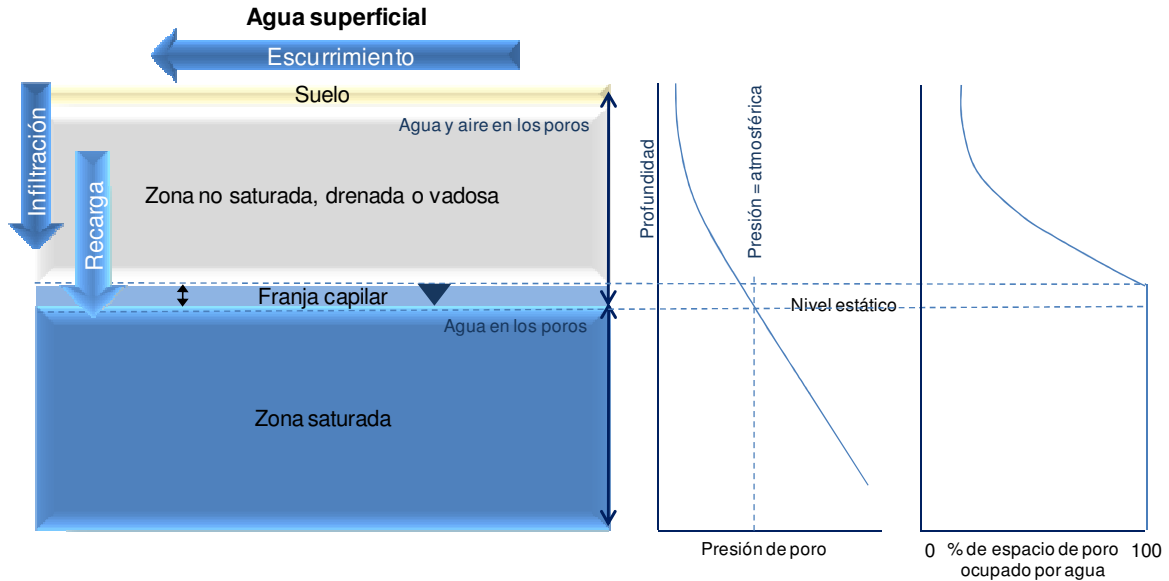 Agua superficial
Escurrimiento
Suelo
Infiltración
Recarga
Agua y aire en los poros
Zona no saturada, drenada o vadosa
Franja capilar
Agua en los poros
Zona saturada
Profundidad
Presión = atmosférica
Nivel estático
Presión de poro
0 % de espacio de poro 100
ocupado por agua